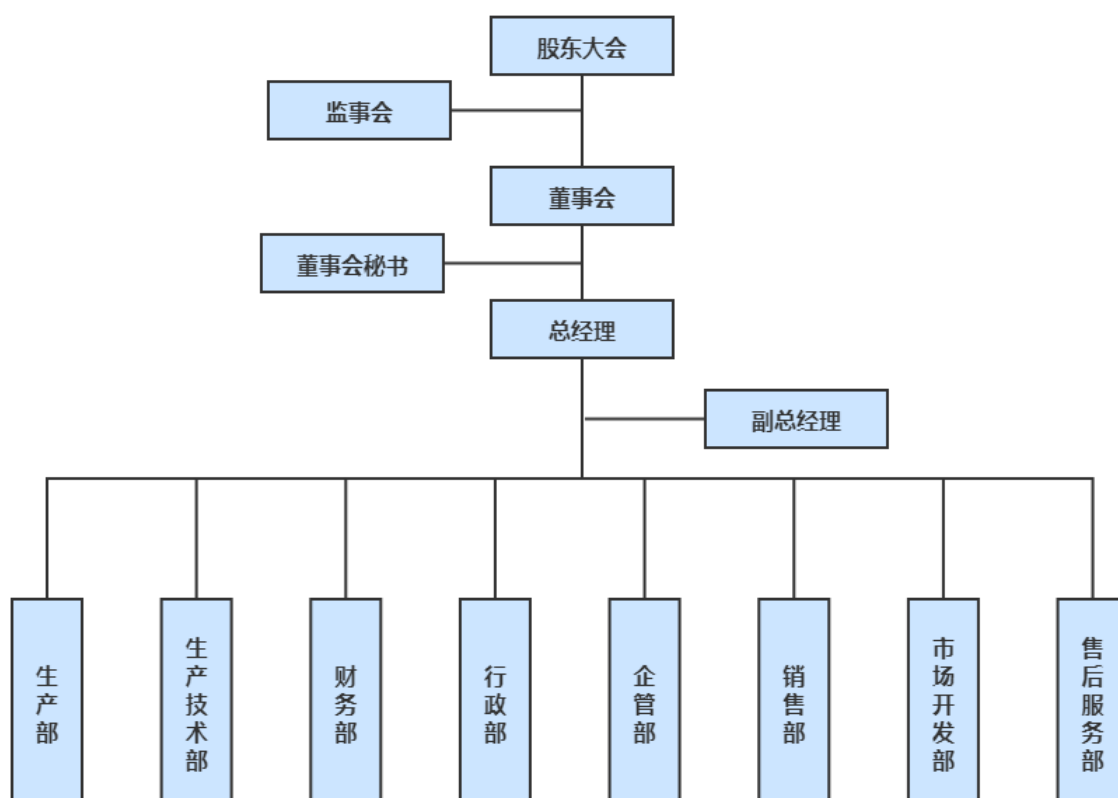 股东大会
监事会
董事会
董事会秘书
总经理
副总经理
生产部
生产技术部
财务部
行政部
企管部
销售部
市场开发部
售后服务部